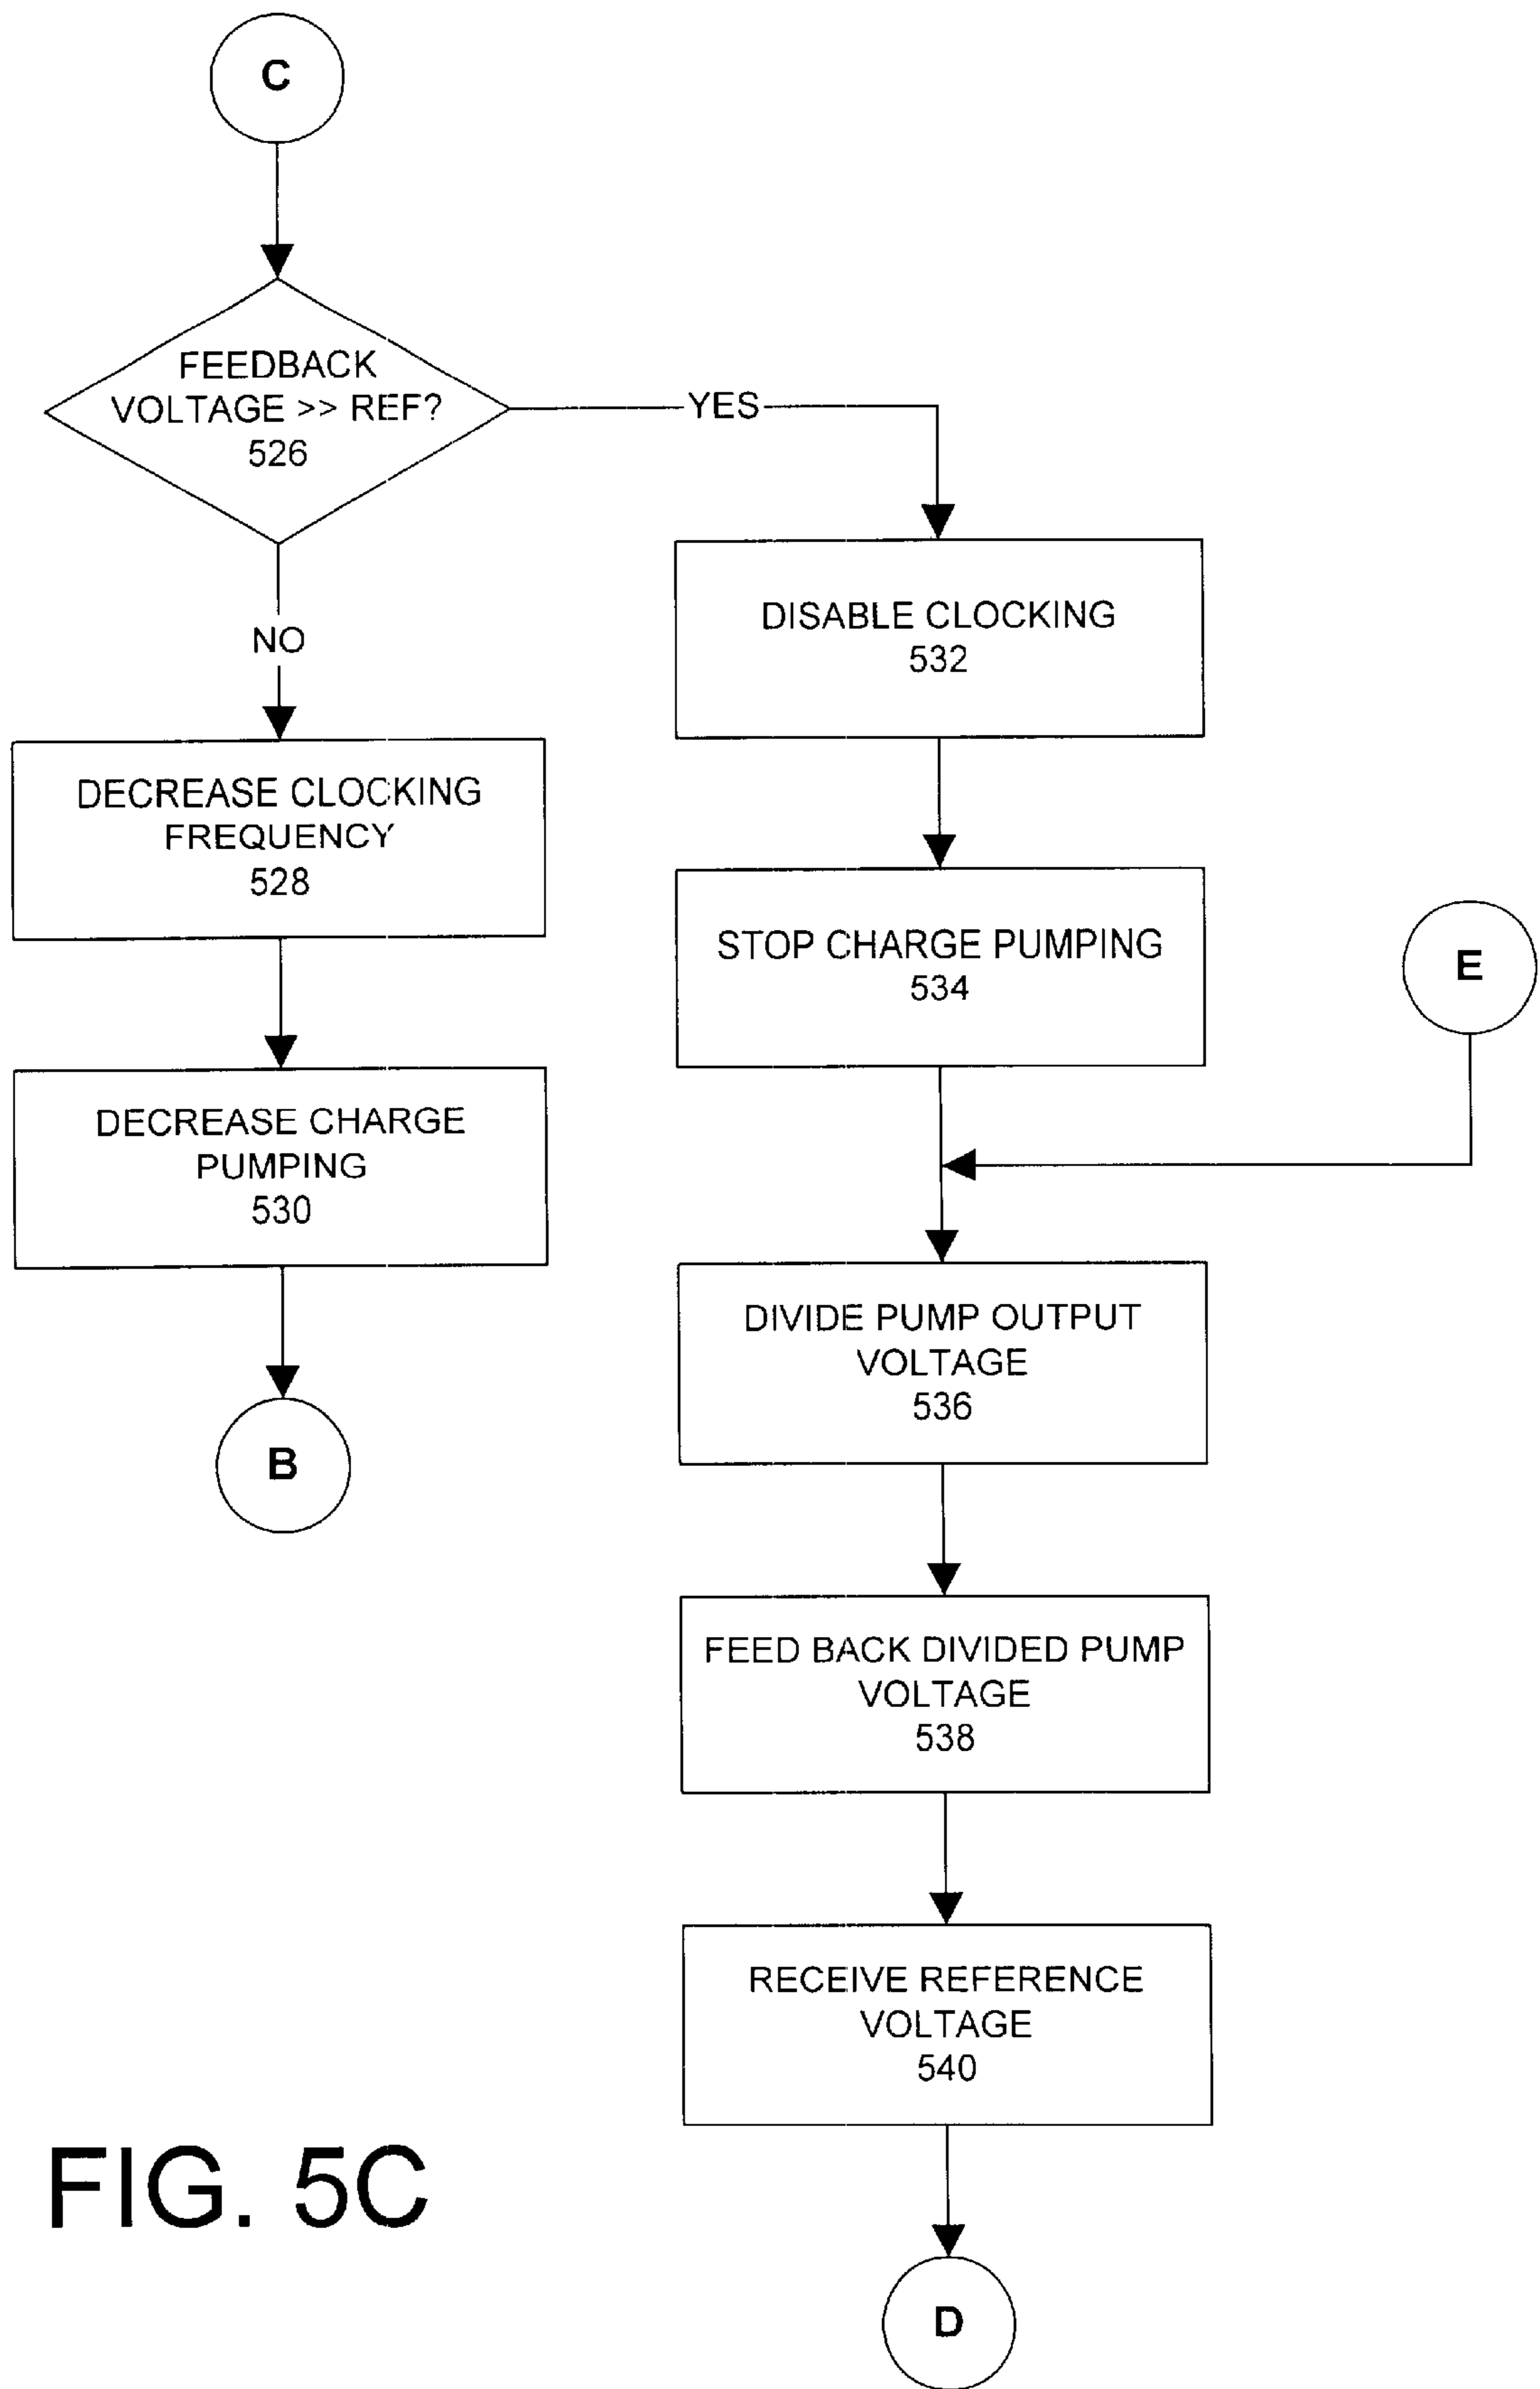 C
FEEDBACK
VOLTAGE >> REF?
526
YES
NO
DECREASE CLOCKING
FREQUENCY
528
DECREASE CHARGE
PUMPING
530
B
DISABLE CLOCKING
532
STOP CHARGE PUMPING
534
E
DIVIDE PUMP OUTPUT
VOLTAGE
536
FEED BACK DIVIDED PUMP
VOLTAGE
538
RECEIVE REFERENCE
VOLTAGE
540
D
FIG. 5C